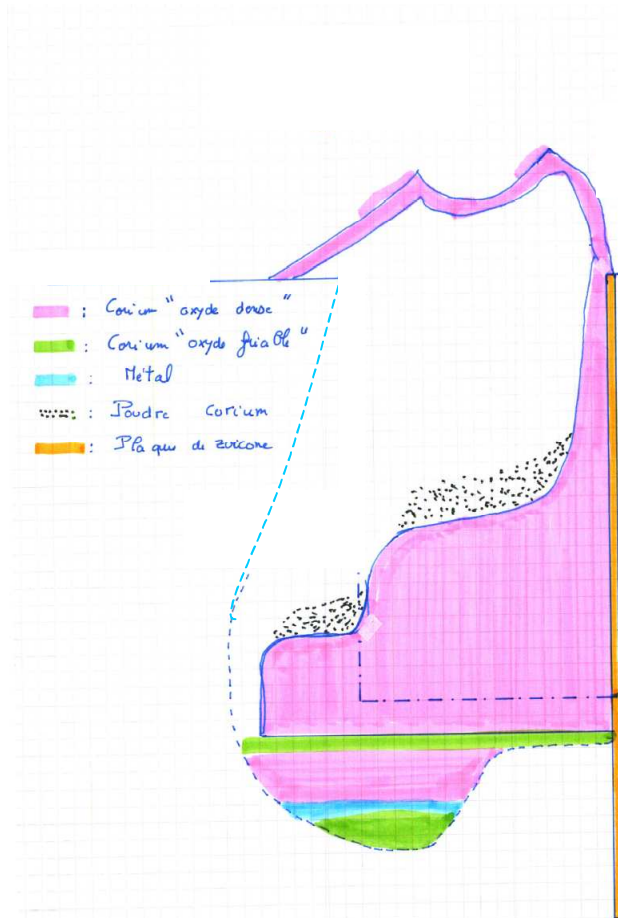 : Corium "oxyde dense"
: Corium "oxyde friable"
: Métal
: Poudre Corium
: Plaque de zircone